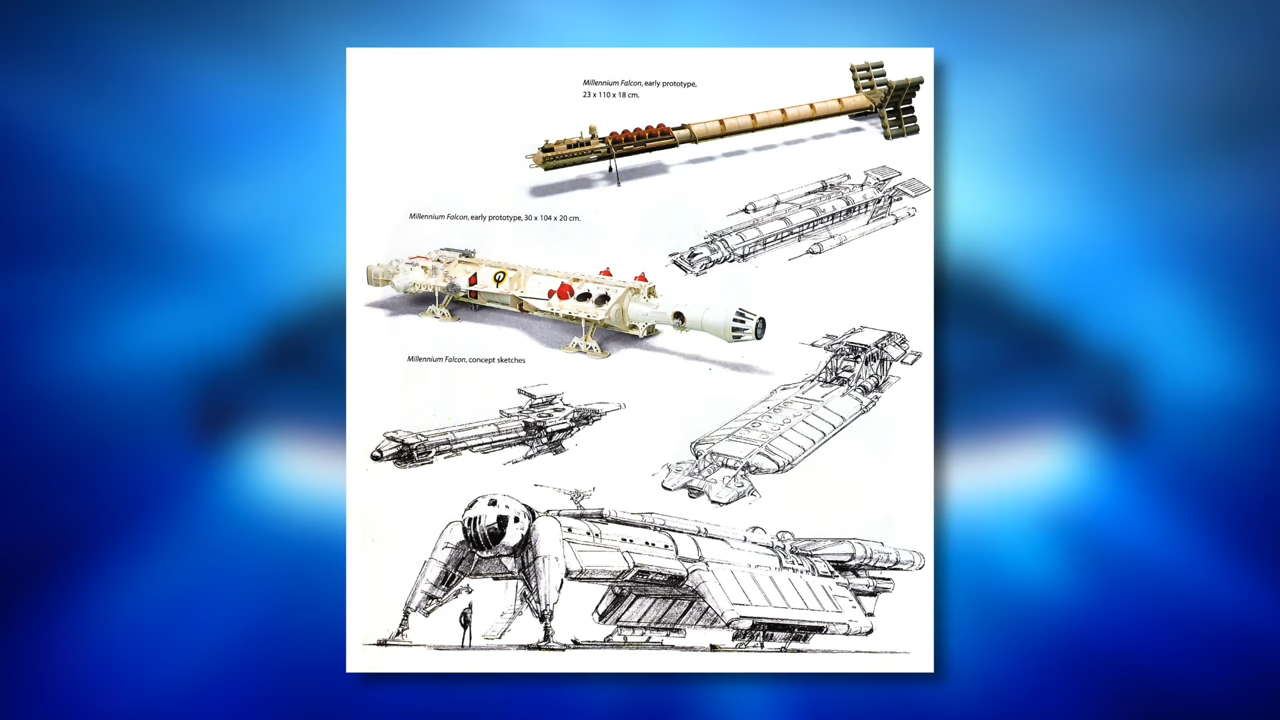 Millennium Falcon, early prototype,
23 x 110 x 18 cm.
Millennium Falcon, early prototype, 30 x 104 x 20 cm.
Millennium Falcon, concept sketches